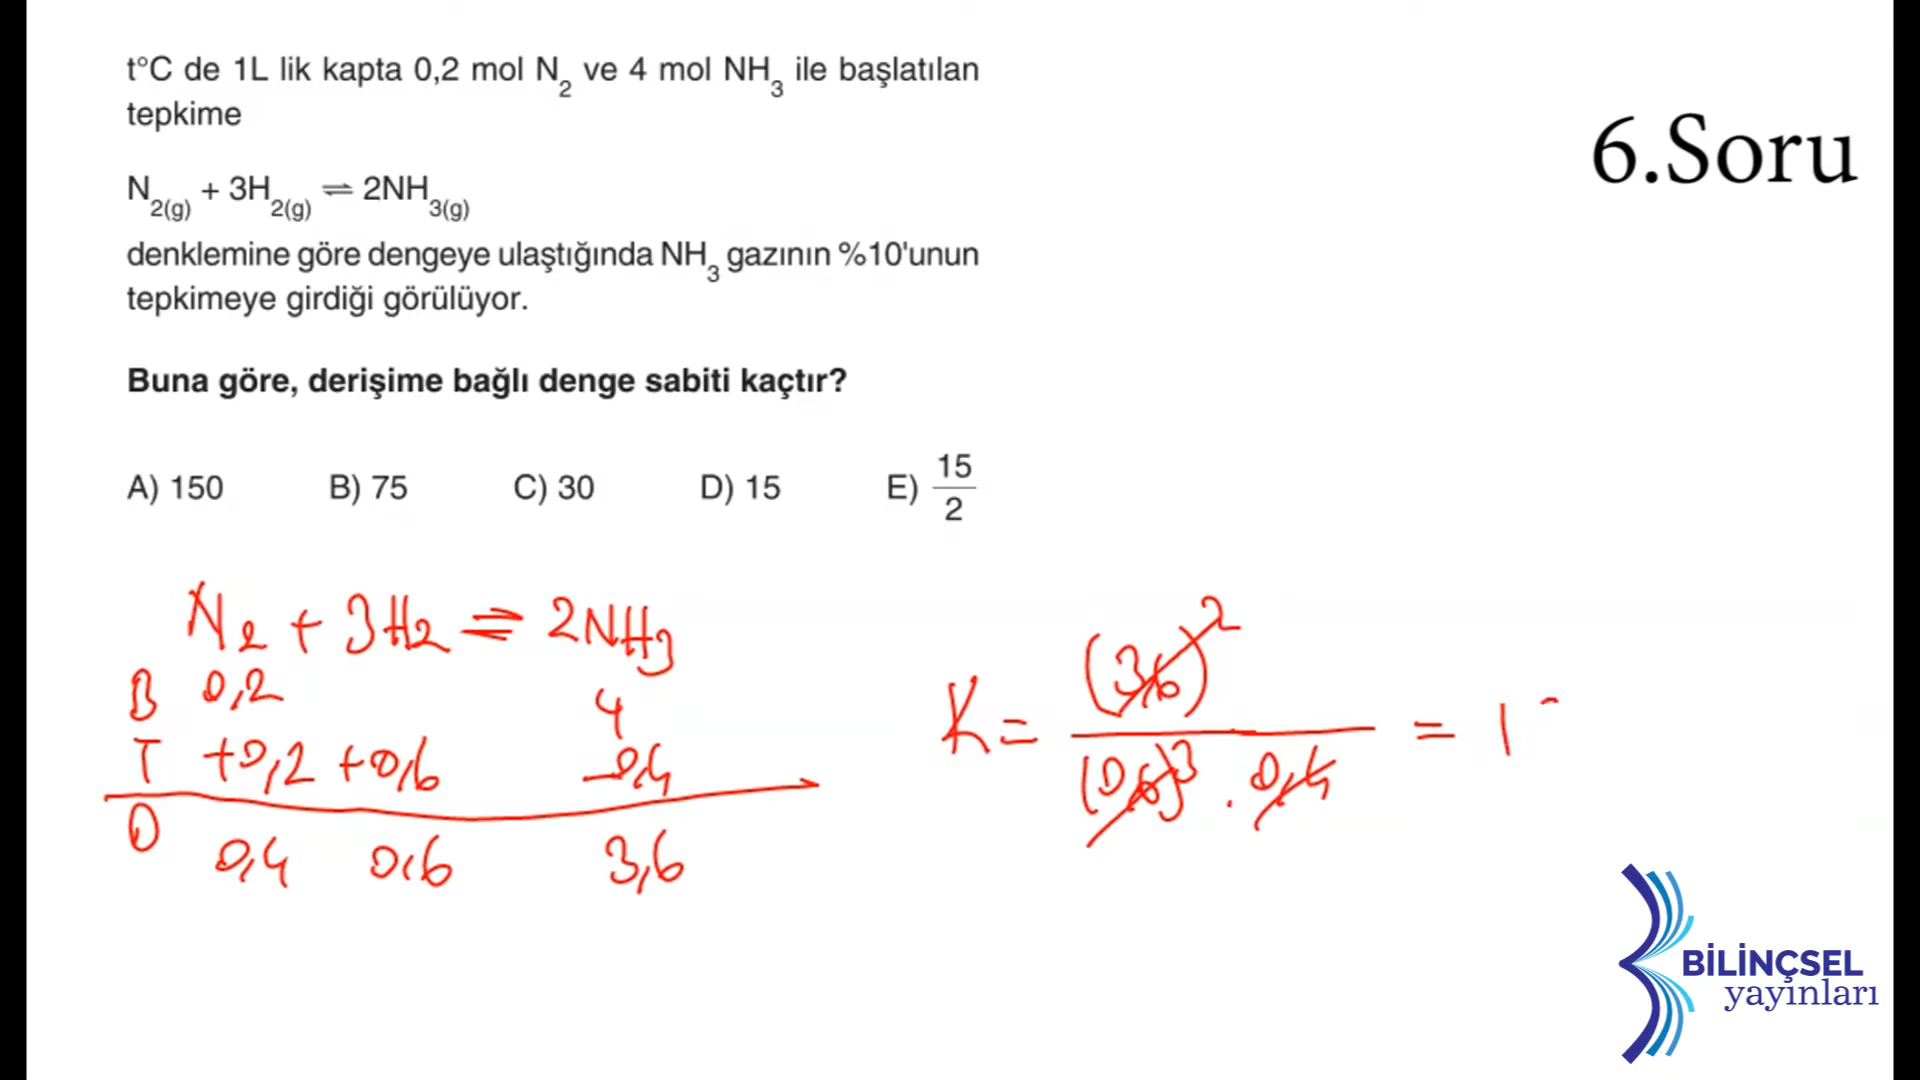 t°C de 1L lik kapta 0,2 mol N₂ ve 4 mol NH₃ ile başlatılan
tepkime
N₂(g) + 3H₂(g) ⇌ 2NH₃(g)
denklemine göre dengeye ulaştığında NH₃ gazının %10'unun
tepkimeye girdiği görülüyor.
Buna göre, derişime bağlı denge sabiti kaçtır?
A) 150 B) 75 C) 30 D) 15 E) 15/2
6.Soru
N₂ + 3H₂ ⇌ 2NH₃
B 0,2 4
T +0,2 +0,6 -0,4
D 0,4 0,6 3,6
K = (3,6)² / (0,6)³ . 0,4 = 1
BİLİNÇSEL
yayınları